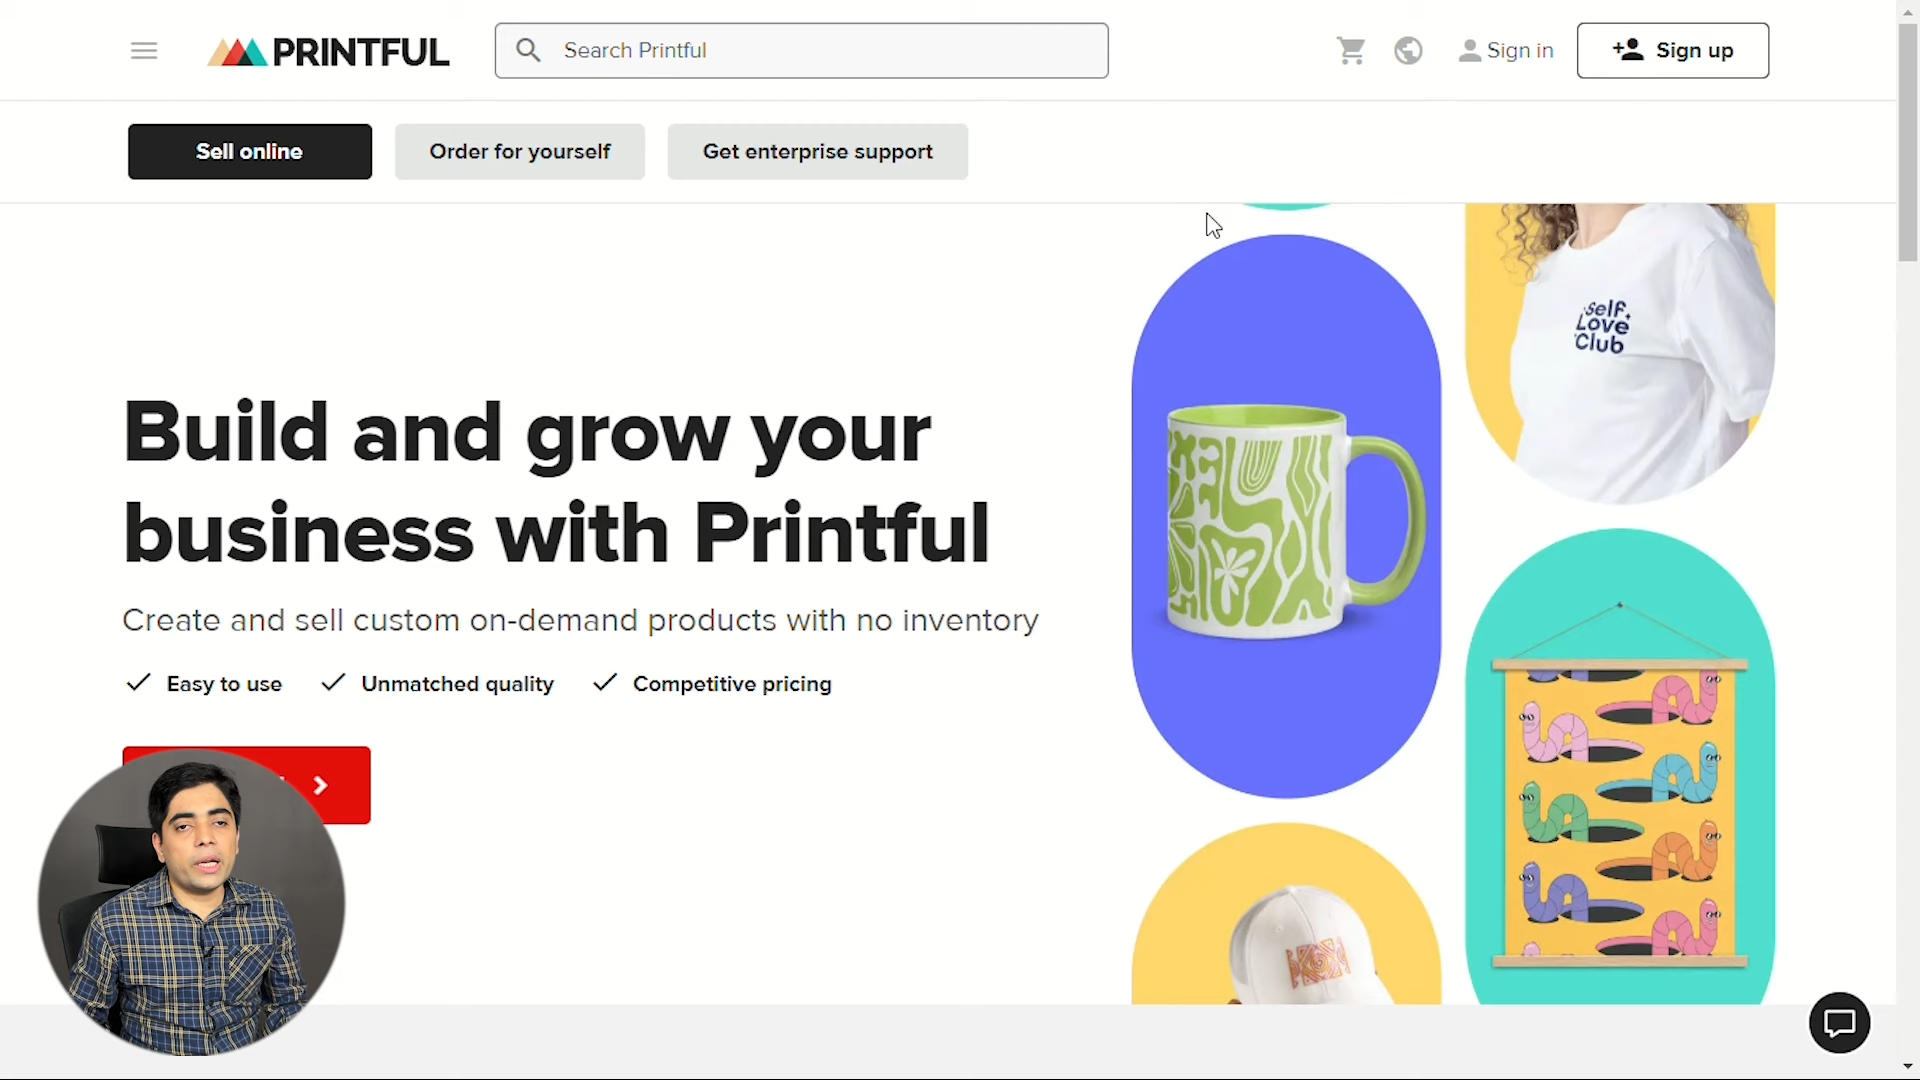 PRINTFUL
Search Printful
Sign in
Sign up
Sell online
Order for yourself
Get enterprise support
Build and grow your
business with Printful
Create and sell custom on-demand products with no inventory
Easy to use
Unmatched quality
Competitive pricing
Self
Love
Club